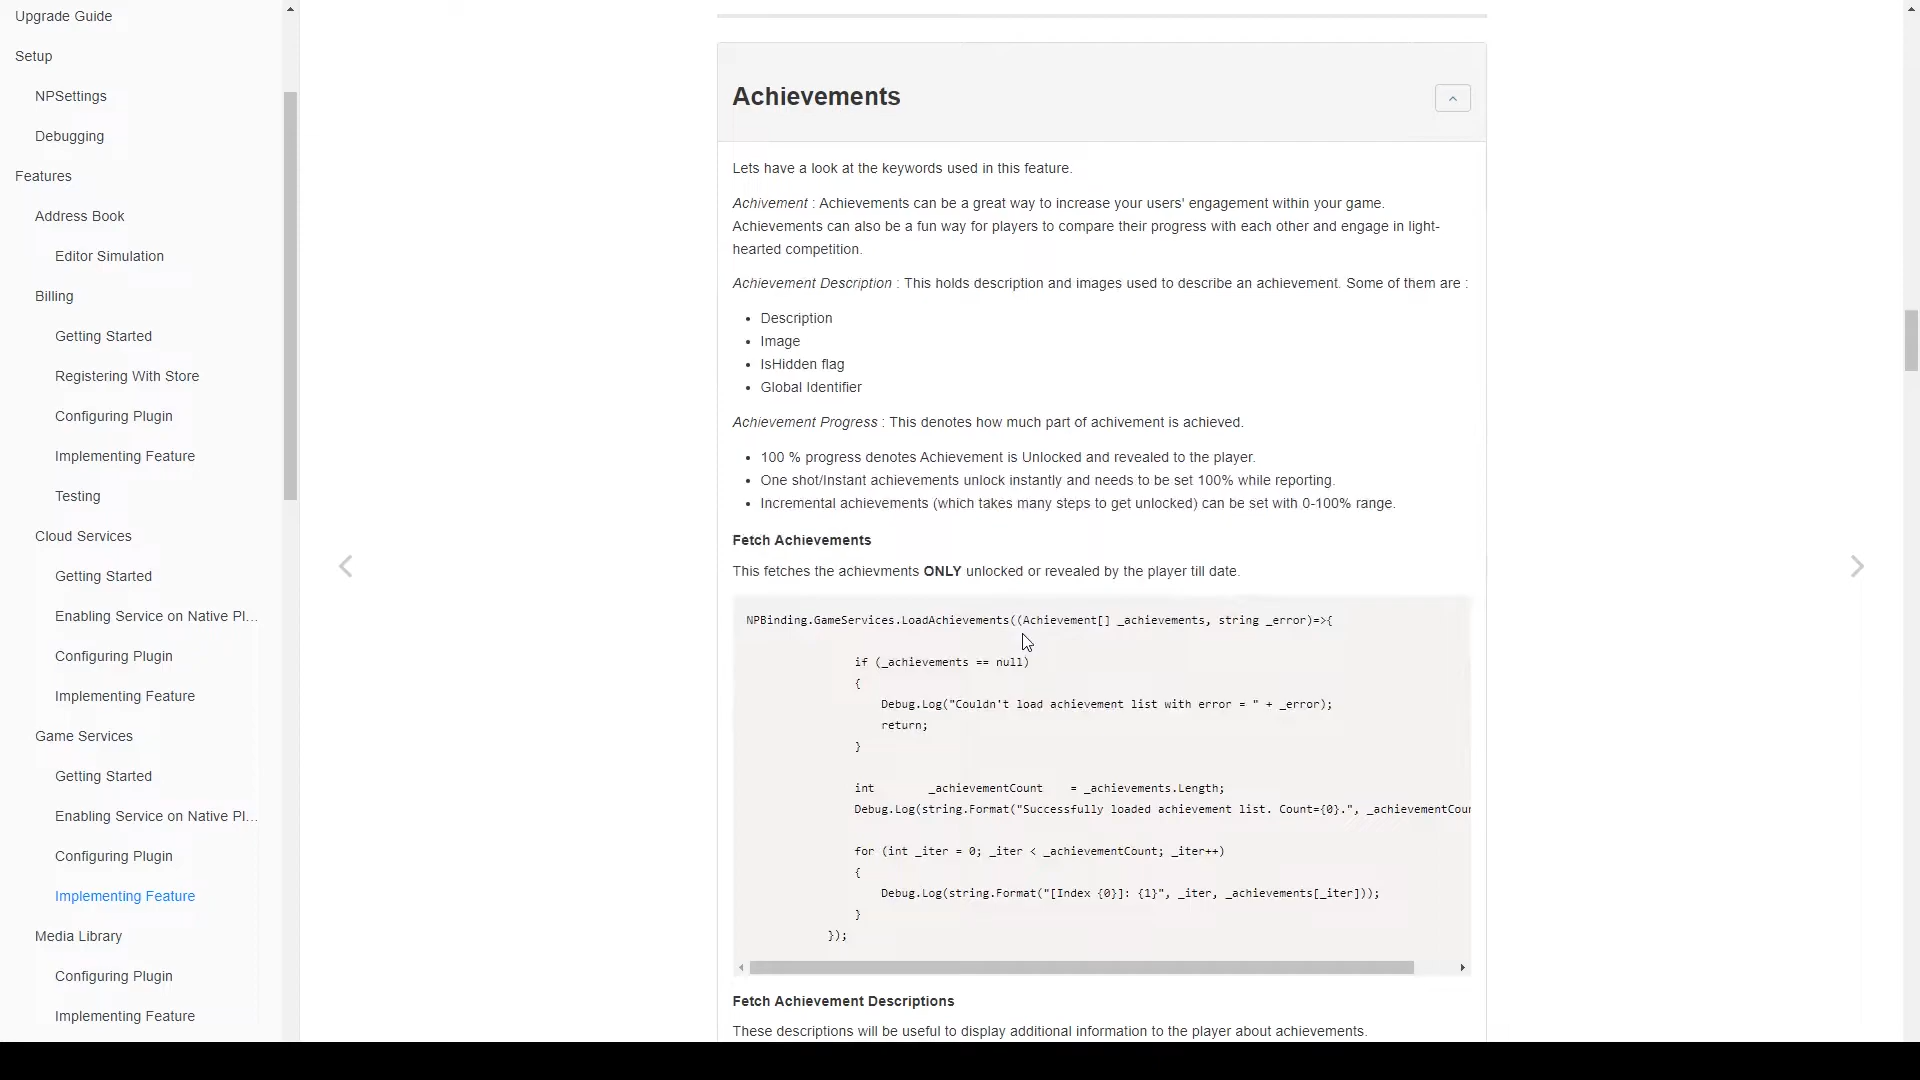 Upgrade Guide
Setup
NPSettings
Debugging
Features
Address Book
Editor Simulation
Billing
Getting Started
Registering With Store
Configuring Plugin
Implementing Feature
Testing
Cloud Services
Getting Started
Enabling Service on Native Pl...
Configuring Plugin
Implementing Feature
Game Services
Getting Started
Enabling Service on Native Pl...
Configuring Plugin
Implementing Feature
Media Library
Configuring Plugin
Implementing Feature
Achievements
Lets have a look at the keywords used in this feature.
Achivement : Achievements can be a great way to increase your users' engagement within your game.
Achievements can also be a fun way for players to compare their progress with each other and engage in light-
hearted competition.
Achievement Description : This holds description and images used to describe an achievement. Some of them are :
• Description
• Image
• IsHidden flag
• Global Identifier
Achievement Progress : This denotes how much part of achivement is achieved.
• 100 % progress denotes Achievement is Unlocked and revealed to the player.
• One shot/Instant achievements unlock instantly and needs to be set 100% while reporting.
• Incremental achievements (which takes many steps to get unlocked) can be set with 0-100% range.
Fetch Achievements
This fetches the achievments ONLY unlocked or revealed by the player till date.
NPBinding.GameServices.LoadAchievements((Achievement[] _achievements, string _error)=>{
if (_achievements == null)
{
Debug.Log("Couldn't load achievement list with error = " + _error);
return;
}
int _achievementCount = _achievements.Length;
Debug.Log(string.Format("Successfully loaded achievement list. Count={0}.", _achievementCour
for (int _iter = 0; _iter < _achievementCount; _iter++)
{
Debug.Log(string.Format("[Index {0}]: {1}", _iter, _achievements[_iter]));
}
});
Fetch Achievement Descriptions
These descriptions will be useful to display additional information to the player about achievements.